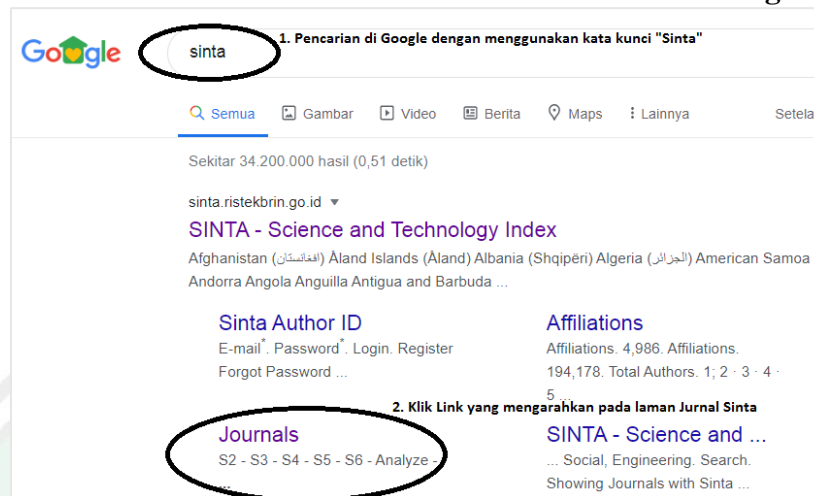 Google
sinta
1. Pencarian di Google dengan menggunakan kata kunci "Sinta"
Semua Gambar Video Berita Maps Lainnya Setela
Sekitar 34.200.000 hasil (0,51 detik)
sinta.ristekbrin.go.id
SINTA - Science and Technology Index
Afghanistan (افغانستان) Åland Islands (Åland) Albania (Shqipëri) Algeria (الجزائر) American Samoa
Andorra Angola Anguilla Antigua and Barbuda ...
Sinta Author ID
E-mail*. Password*. Login. Register
Forgot Password ...
Affiliations
Affiliations. 4,986. Affiliations.
194,178. Total Authors. 1; 2 · 3 · 4 ·
5 ...
2. Klik Link yang mengarahkan pada laman Jurnal Sinta
Journals
S2 - S3 - S4 - S5 - S6 - Analyze -
...
SINTA - Science and ...
... Social, Engineering. Search.
Showing Journals with Sinta ...